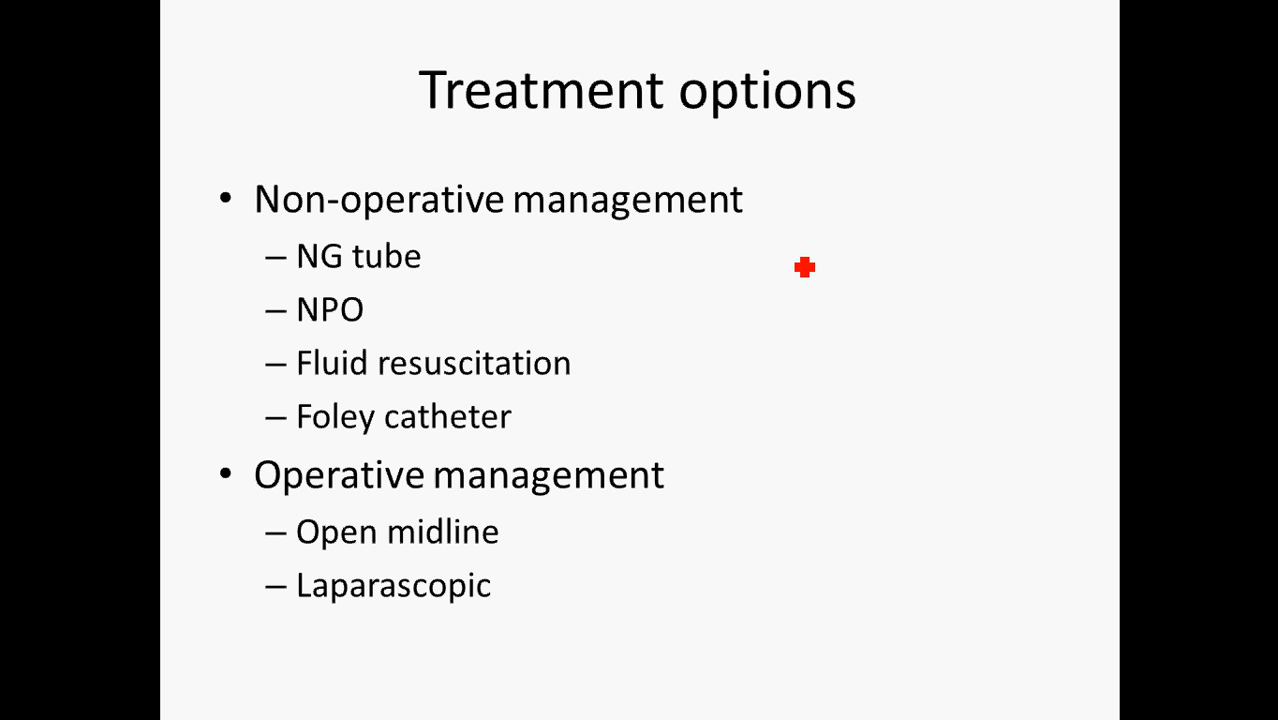 Treatment options
• Non-operative management
– NG tube
– NPO
– Fluid resuscitation
– Foley catheter
• Operative management
– Open midline
– Laparascopic